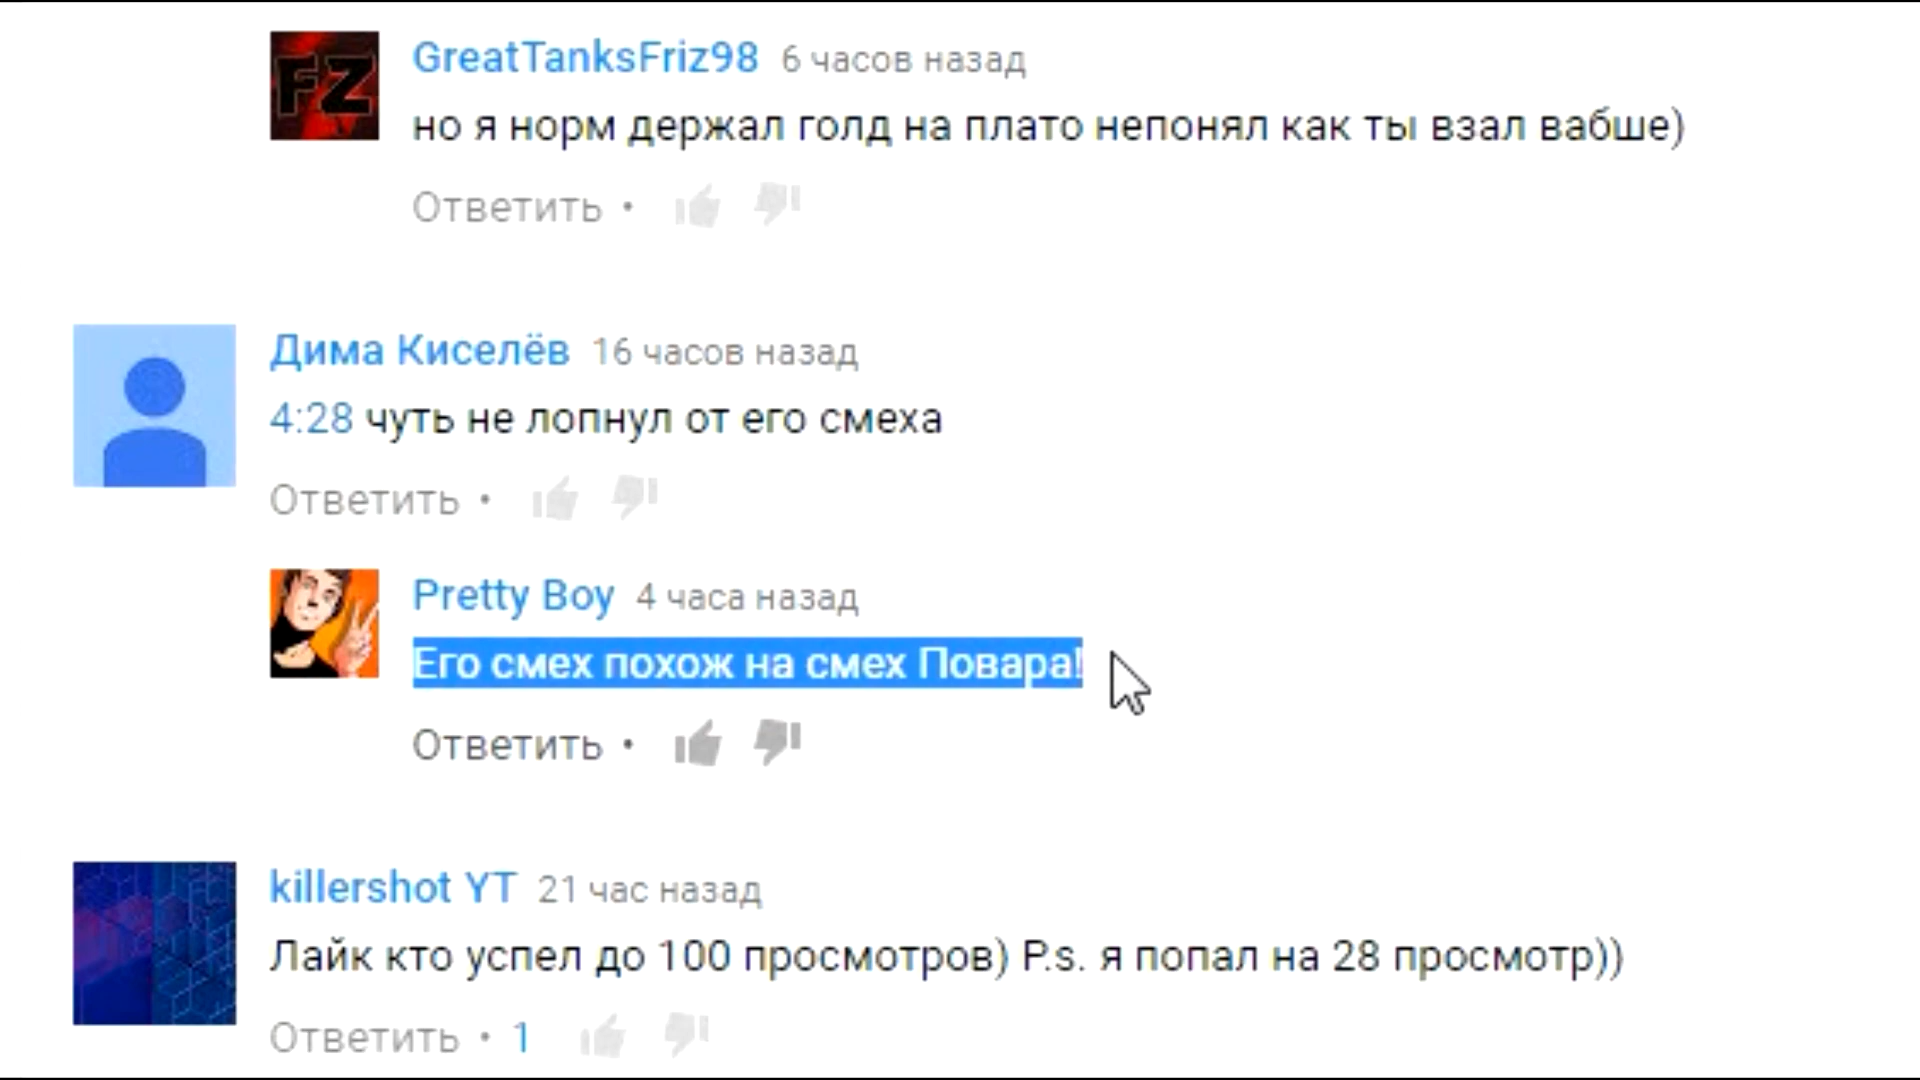 FZ
GreatTanksFriz98 6 часов назад
но я норм держал голд на плато непонял как ты взал вабше)
Ответить •
Дима Киселёв 16 часов назад
4:28 чуть не лопнул от его смеха
Ответить •
Pretty Boy 4 часа назад
Его смех похож на смех Повара!
Ответить •
killershot YT 21 час назад
Лайк кто успел до 100 просмотров) P.s. я попал на 28 просмотр))
Ответить • 1